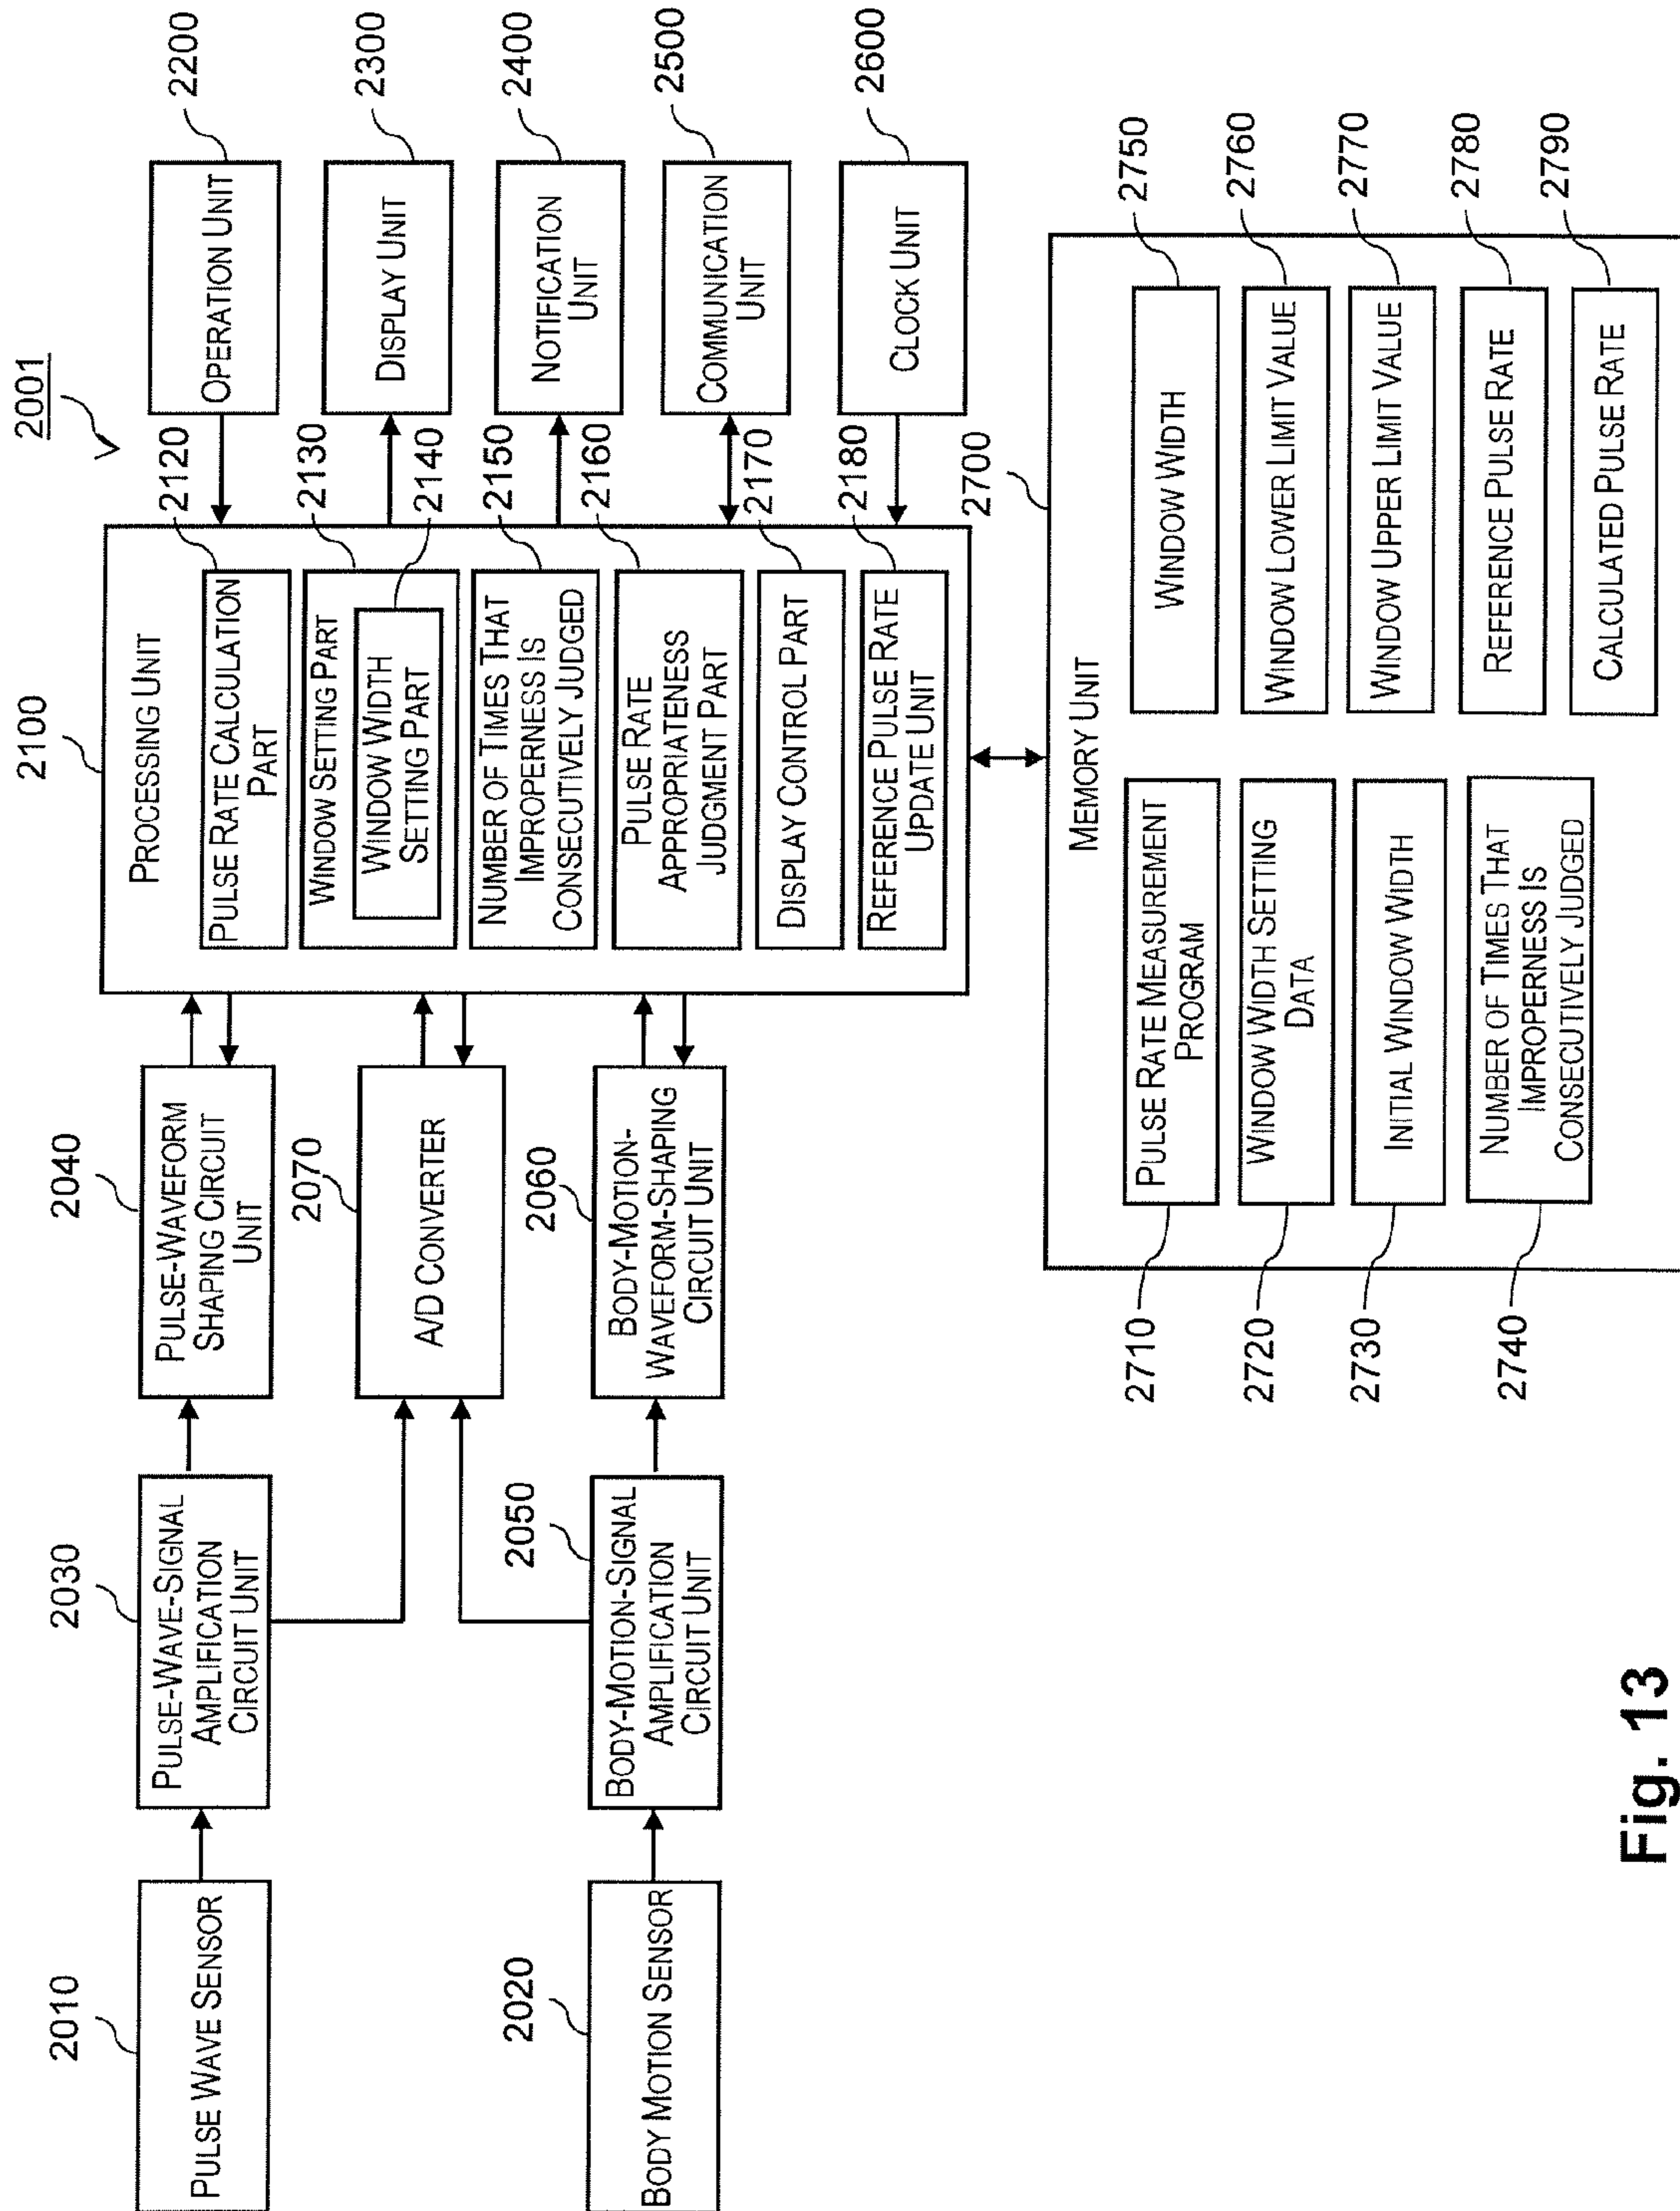 2001
2010
PULSE WAVE SENSOR
2020
BODY MOTION SENSOR
2030
PULSE-WAVE-SIGNAL
AMPLIFICATION
CIRCUIT UNIT
2050
BODY-MOTION-SIGNAL
AMPLIFICATION
CIRCUIT UNIT
2040
PULSE-WAVEFORM
SHAPING CIRCUIT
UNIT
2070
A/D CONVERTER
2060
BODY-MOTION-
WAVEFORM-SHAPING
CIRCUIT UNIT
2100
PROCESSING UNIT
PULSE RATE CALCULATION
PART
2120
WINDOW SETTING PART
2130
WINDOW WIDTH
SETTING PART
2140
NUMBER OF TIMES THAT
IMPROPERNESS IS
CONSECUTIVELY JUDGED
2150
PULSE RATE
APPROPRIATENESS
JUDGMENT PART
2160
DISPLAY CONTROL PART
2170
REFERENCE PULSE RATE
UPDATE UNIT
2180
OPERATION UNIT
2200
DISPLAY UNIT
2300
NOTIFICATION
UNIT
2400
COMMUNICATION
UNIT
2500
CLOCK UNIT
2600
2700
MEMORY UNIT
2710
PULSE RATE MEASUREMENT
PROGRAM
2720
WINDOW WIDTH SETTING
DATA
2730
INITIAL WINDOW WIDTH
2740
NUMBER OF TIMES THAT
IMPROPERNESS IS
CONSECUTIVELY JUDGED
WINDOW WIDTH
2750
WINDOW LOWER LIMIT VALUE
2760
WINDOW UPPER LIMIT VALUE
2770
REFERENCE PULSE RATE
2780
CALCULATED PULSE RATE
2790
Fig. 13